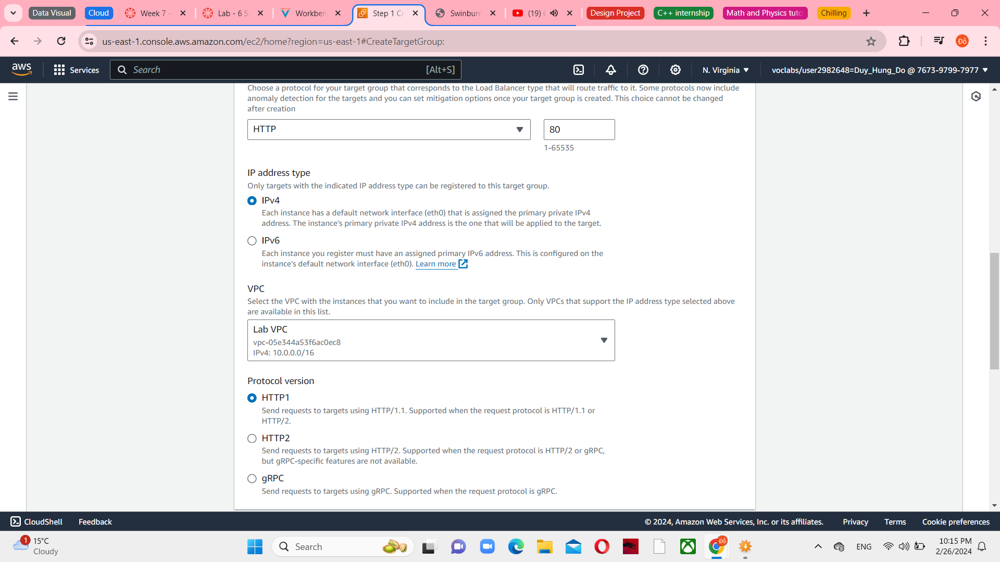 Data Visual
Cloud
Week 7 -
Lab - 6 S
Workben
Step 1 Cr
Swinburn
(19)
Design Project
C++ internship
Math and Physics tuto
Chilling
us-east-1.console.aws.amazon.com/ec2/home?region=us-east-1#CreateTargetGroup:
Đỗ
aws
Services
Search
[Alt+S]
N. Virginia
voclabs/user2982648=Duy_Hung_Do @ 7673-9799-7977
Choose a protocol for your target group that corresponds to the Load Balancer type that will route traffic to it. Some protocols now include
anomaly detection for the targets and you can set mitigation options once your target group is created. This choice cannot be changed
after creation
HTTP
80
1-65535
IP address type
Only targets with the indicated IP address type can be registered to this target group.
IPv4
Each instance has a default network interface (eth0) that is assigned the primary private IPv4
address. The instance's primary private IPv4 address is the one that will be applied to the target.
IPv6
Each instance you register must have an assigned primary IPv6 address. This is configured on the
instance's default network interface (eth0). Learn more
VPC
Select the VPC with the instances that you want to include in the target group. Only VPCs that support the IP address type selected above
are available in this list.
Lab VPC
vpc-05e344a53f6ac0ec8
IPv4: 10.0.0.0/16
Protocol version
HTTP1
Send requests to targets using HTTP/1.1. Supported when the request protocol is HTTP/1.1 or
HTTP/2.
HTTP2
Send requests to targets using HTTP/2. Supported when the request protocol is HTTP/2 or gRPC,
but gRPC-specific features are not available.
gRPC
Send requests to targets using gRPC. Supported when the request protocol is gRPC.
CloudShell
Feedback
© 2024, Amazon Web Services, Inc. or its affiliates.
Privacy
Terms
Cookie preferences
1
15°C
Cloudy
Search
Đỗ
ENG
10:15 PM
2/26/2024